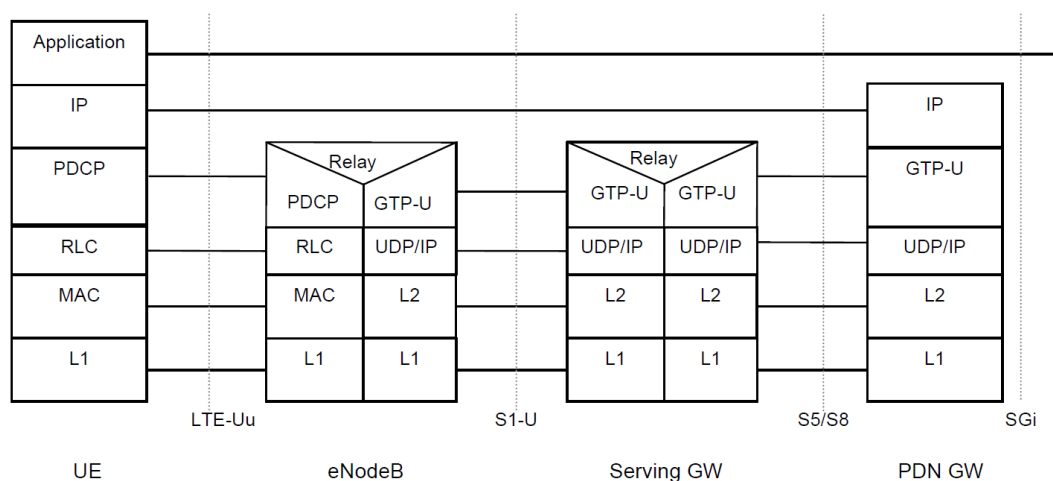 Application
IP
IP
Relay
Relay
PDCP
GTP-U
PDCP
GTP-U
GTP-U
GTP-U
RLC
RLC
UDP/IP
UDP/IP
UDP/IP
UDP/IP
MAC
MAC
L2
L2
L2
L2
L1
L1
L1
L1
L1
L1
LTE-Uu
S1-U
S5/S8
SGi
UE
eNodeB
Serving GW
PDN GW